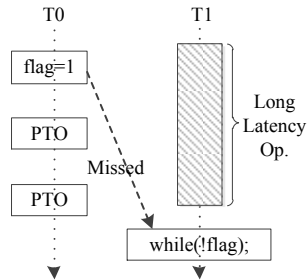 T0 T1
flag=1
PTO
Missed
PTO
Long
Latency
Op.
while(!flag);